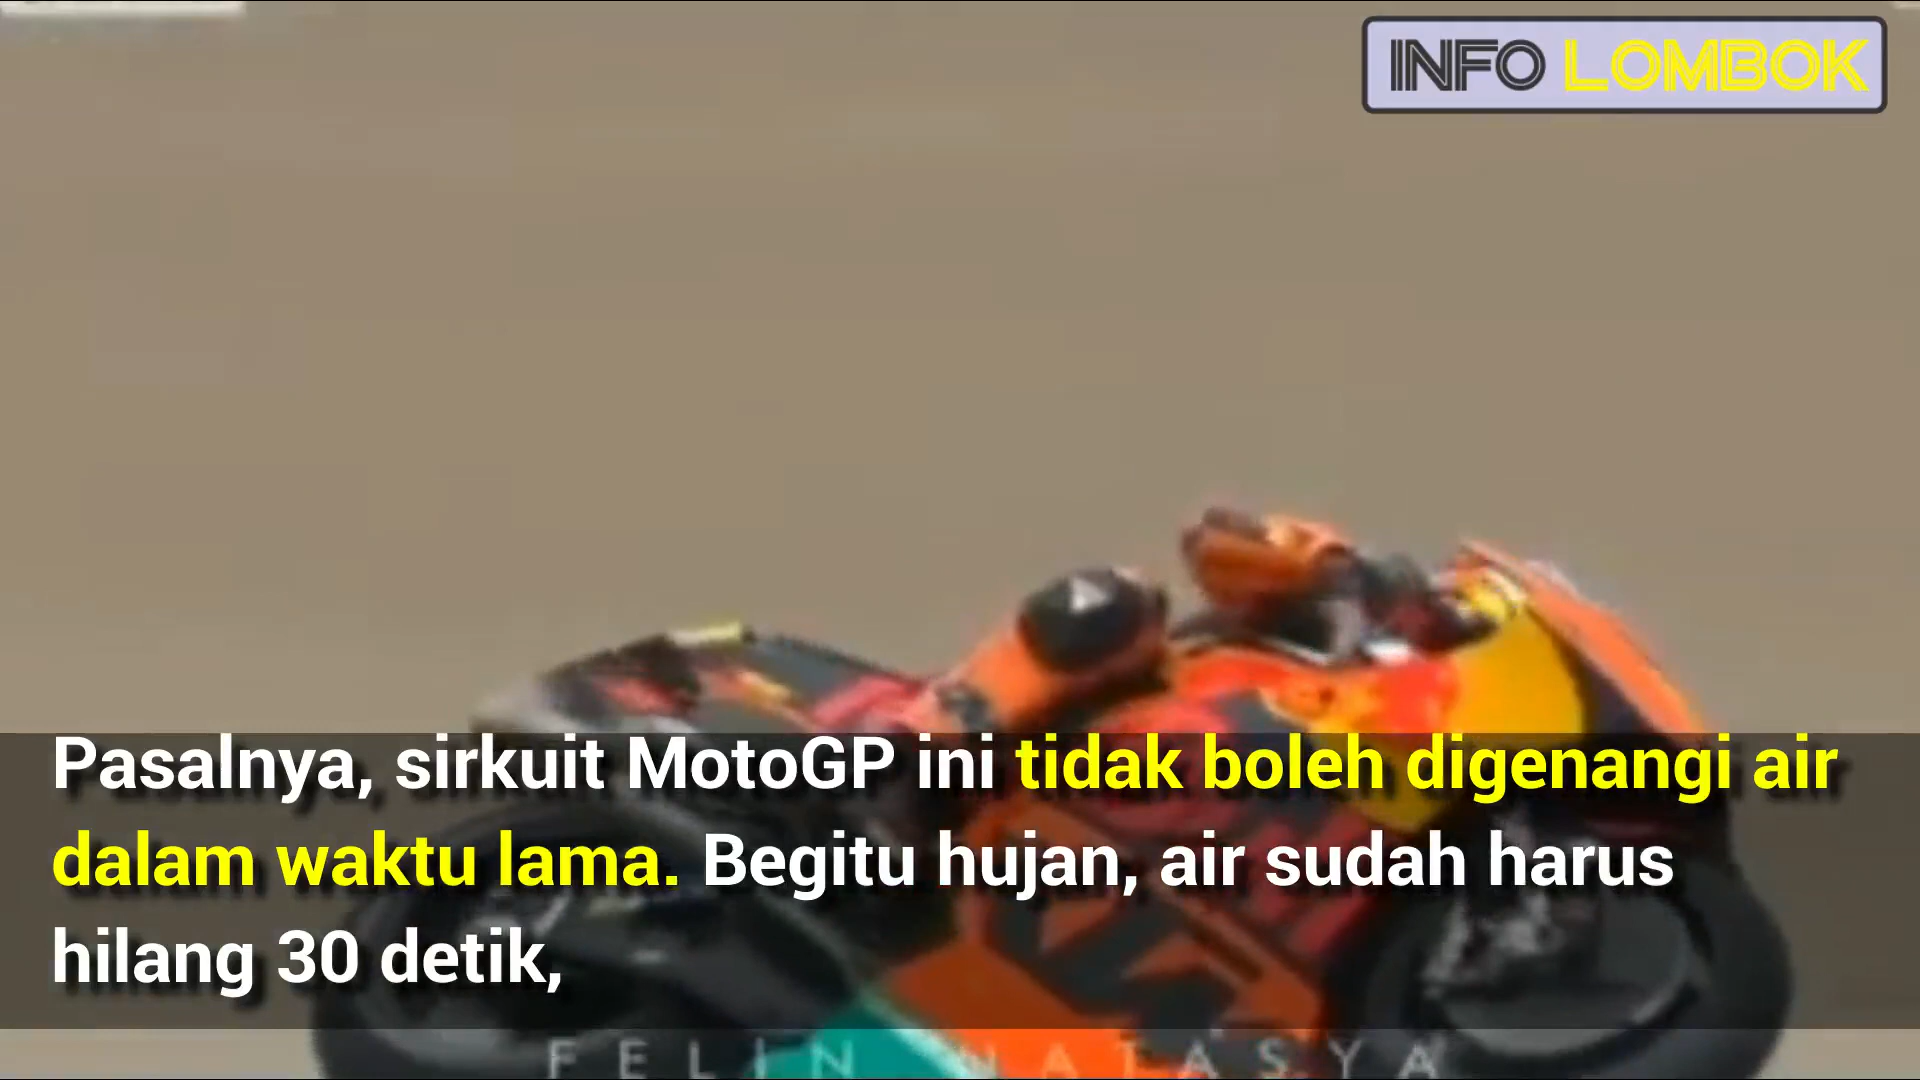 INFO LOMBOK
Pasalnya, sirkuit MotoGP ini tidak boleh digenangi air
dalam waktu lama. Begitu hujan, air sudah harus
hilang 30 detik,
FELIN NATASYA